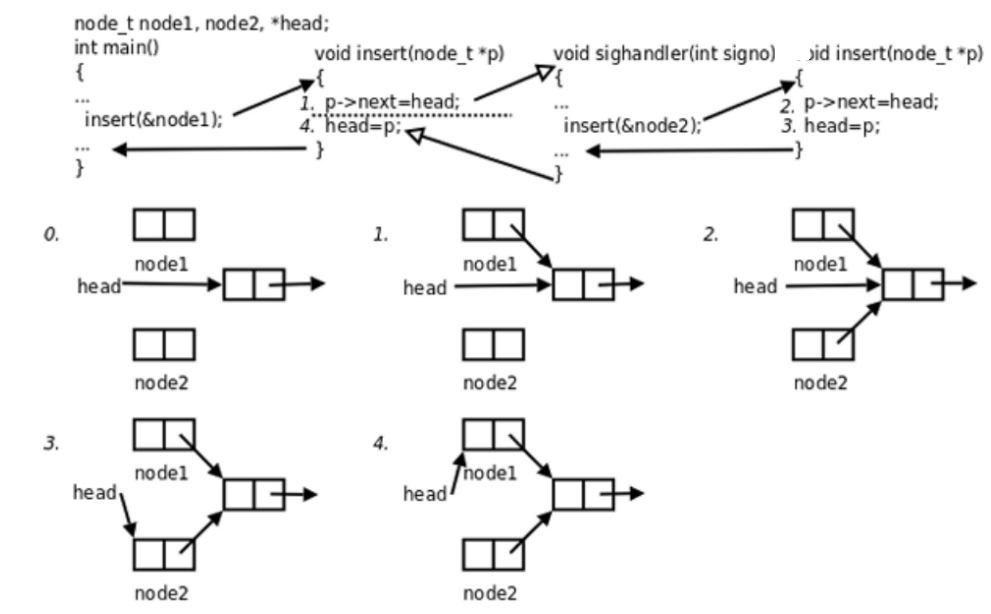 node_t node1, node2, *head;
int main()
{
...
insert(&node1);
...
}
void insert(node_t *p)
{
1. p->next=head;
4. head=p;
}
void sighandler(int signo)
{
...
insert(&node2);
...
}
oid insert(node_t *p)
{
2. p->next=head;
3. head=p;
}
0.
node1
head
node2
1.
node1
head
node2
2.
node1
head
node2
3.
node1
head
node2
4.
node1
head
node2